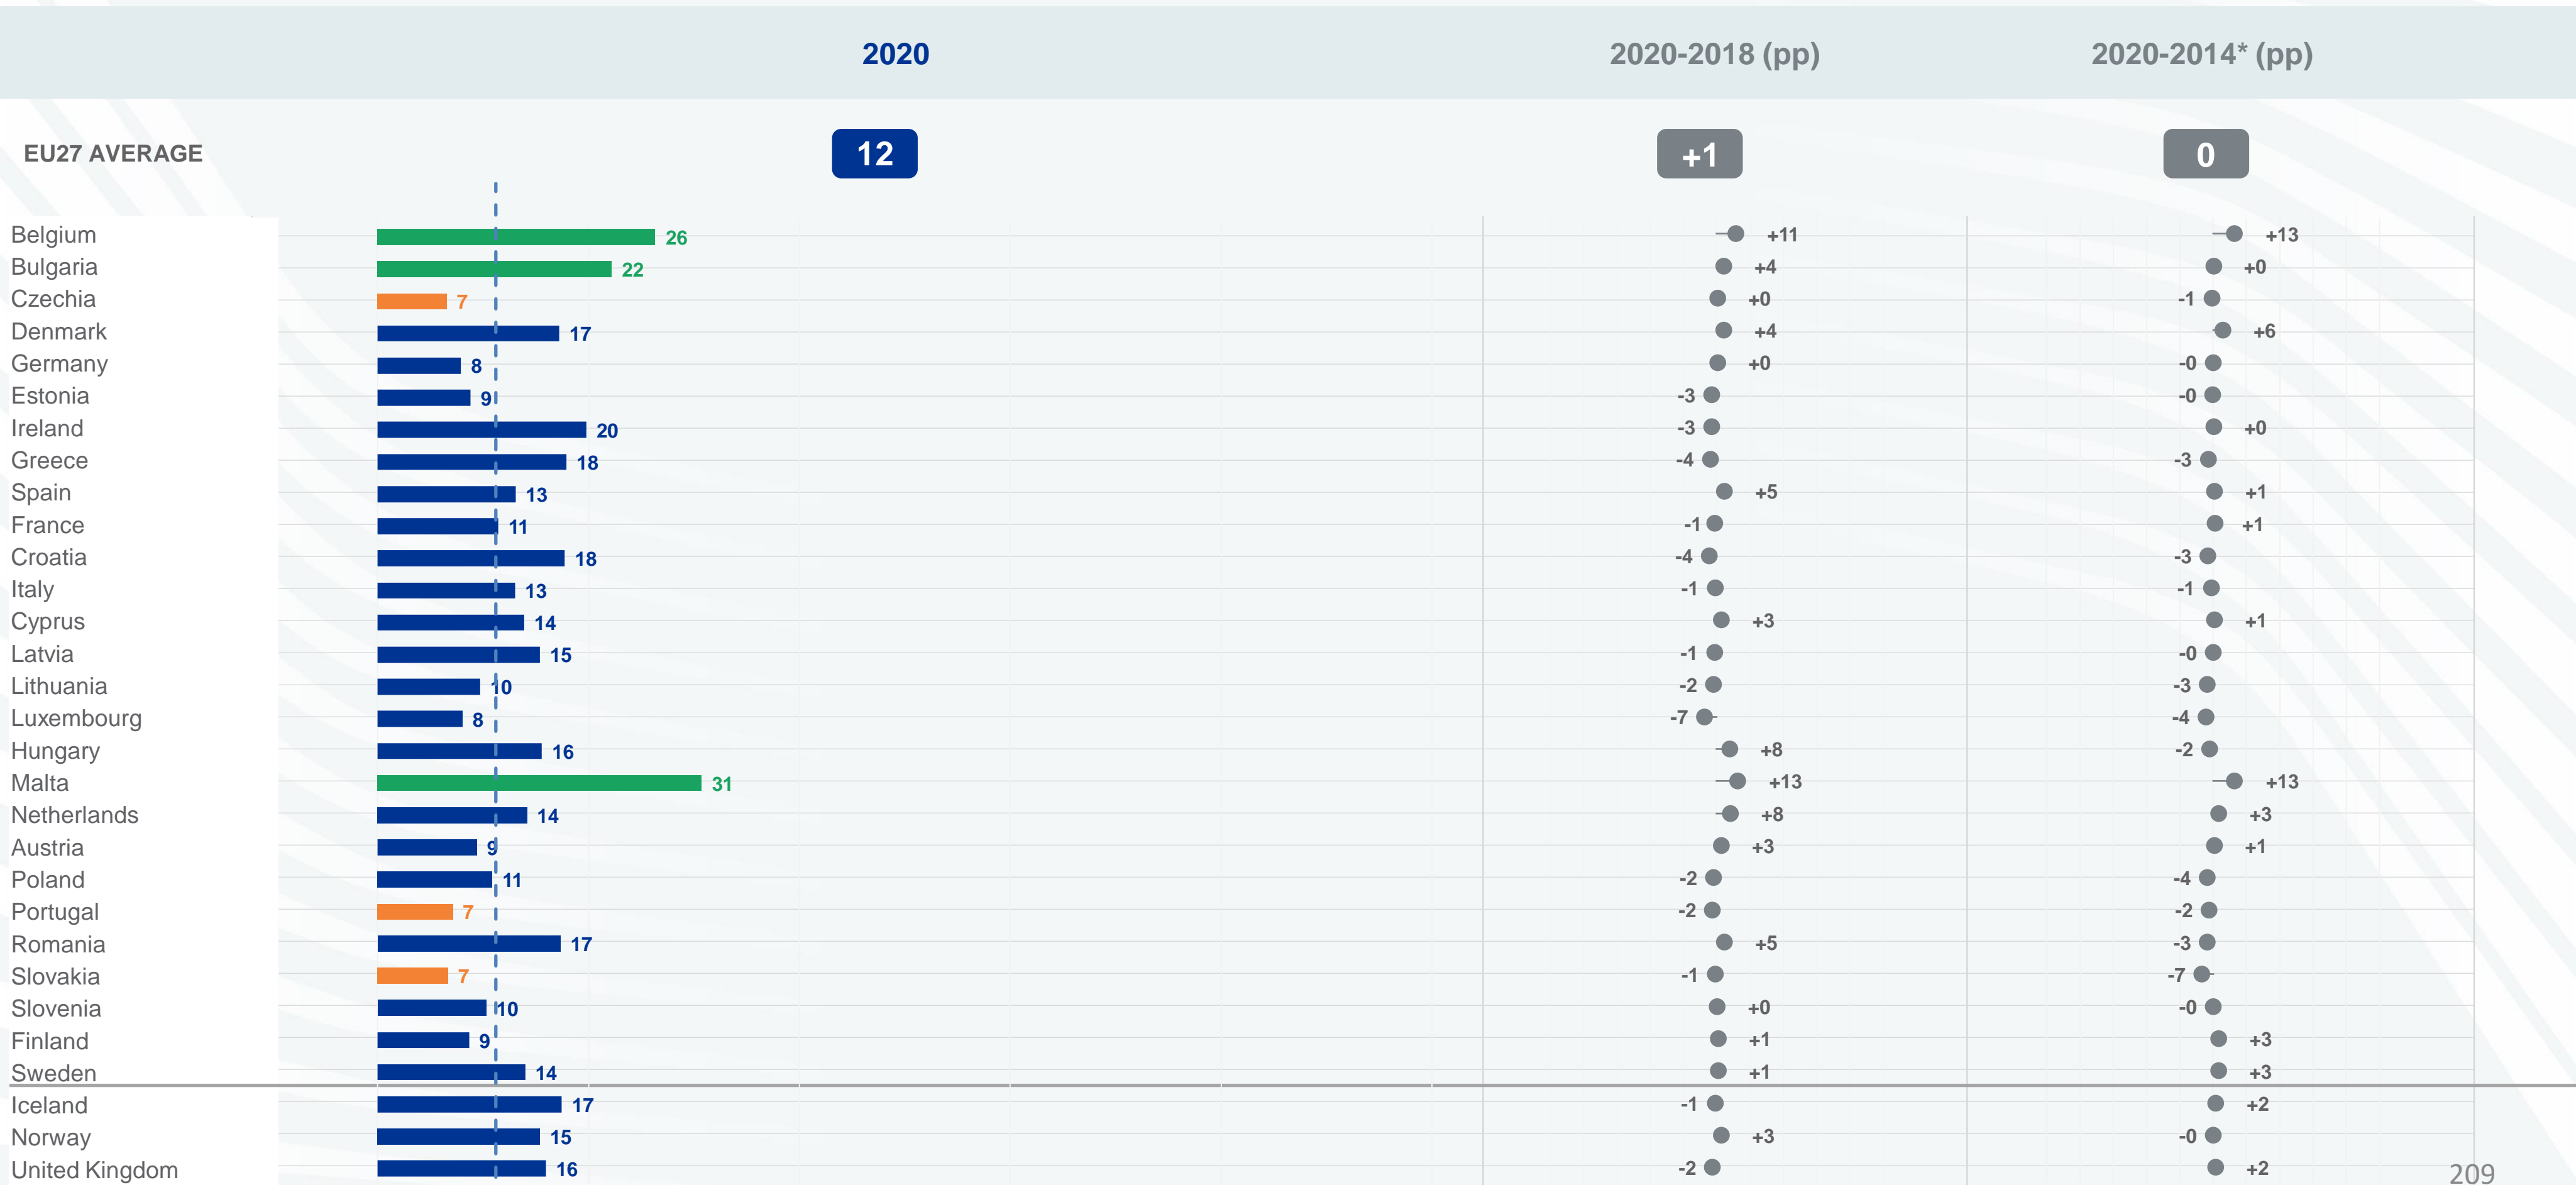 2020 2020-2018 (pp) 2020-2014* (pp)
EU27 AVERAGE 12 +1 0
Belgium 26 +11 +13
Bulgaria 22 +4 +0
Czechia 7 +0 -1
Denmark 17 +4 +6
Germany 8 +0 -0
Estonia 9 -3 -0
Ireland 20 -3 +0
Greece 18 -4 -3
Spain 13 +5 +1
France 11 -1 +1
Croatia 18 -4 -3
Italy 13 -1 -1
Cyprus 14 +3 +1
Latvia 15 -1 -0
Lithuania 10 -2 -3
Luxembourg 8 -7 -4
Hungary 16 +8 -2
Malta 31 +13 +13
Netherlands 14 +8 +3
Austria 9 +3 +1
Poland 11 -2 -4
Portugal 7 -2 -2
Romania 17 +5 -3
Slovakia 7 -1 -7
Slovenia 10 +0 -0
Finland 9 +1 +3
Sweden 14 +1 +3
Iceland 17 -1 +2
Norway 15 +3 -0
United Kingdom 16 -2 +2
209